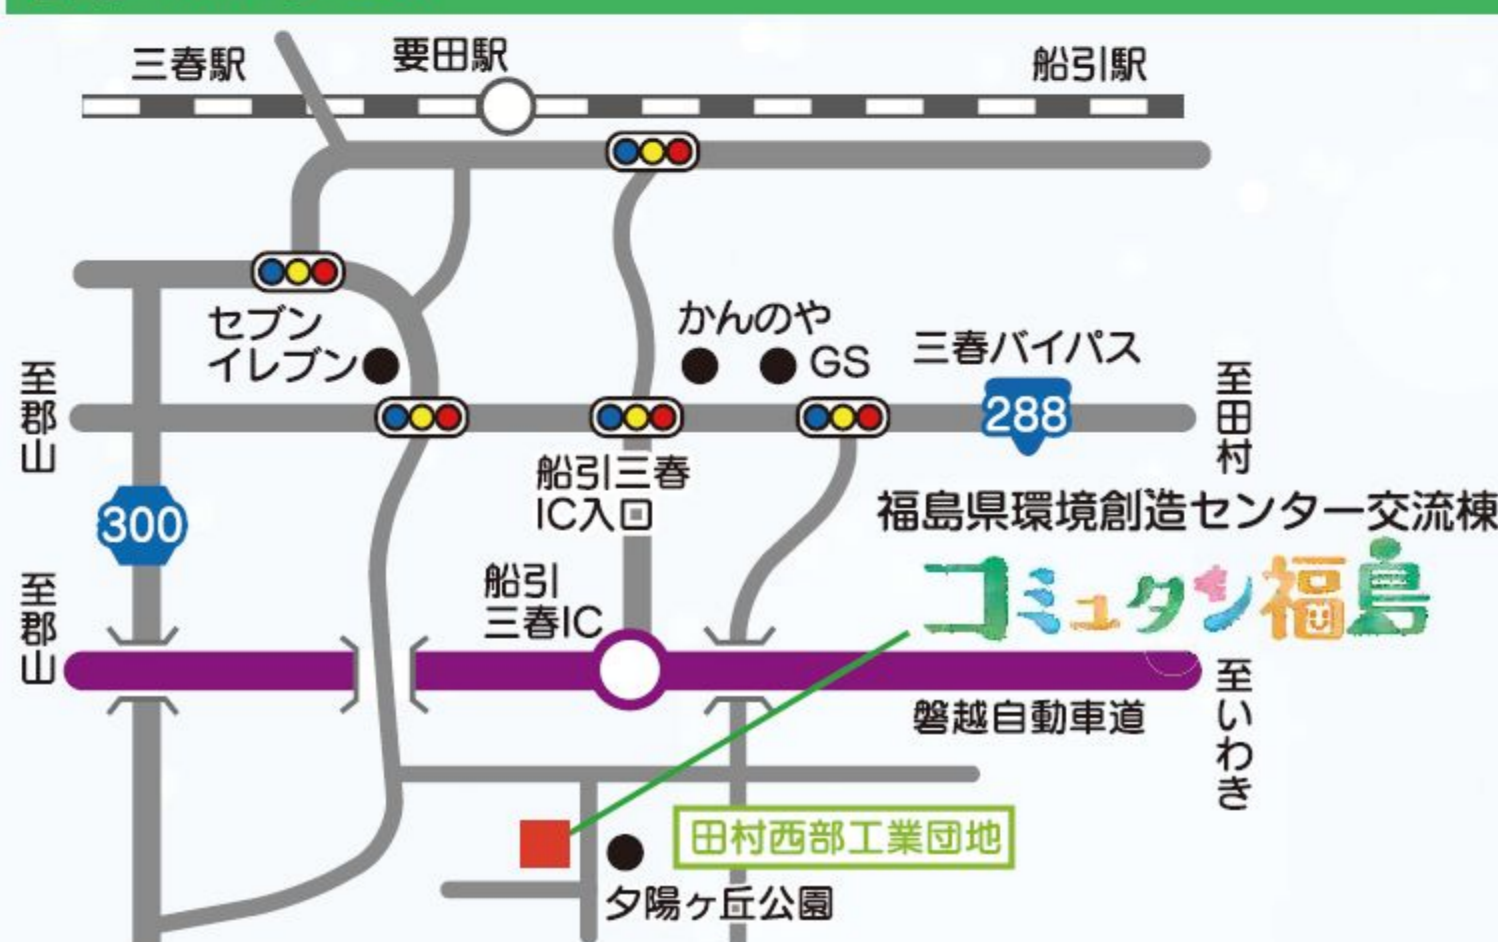 三春駅
要田駅
船引駅
セブン
イレブン
かんのや
GS
三春バイパス
288
至郡山
至田村
船引三春
IC入口
300
福島県環境創造センター交流棟
コミュタン福島
船引
三春IC
至郡山
磐越自動車道
至いわき
田村西部工業団地
夕陽ヶ丘公園